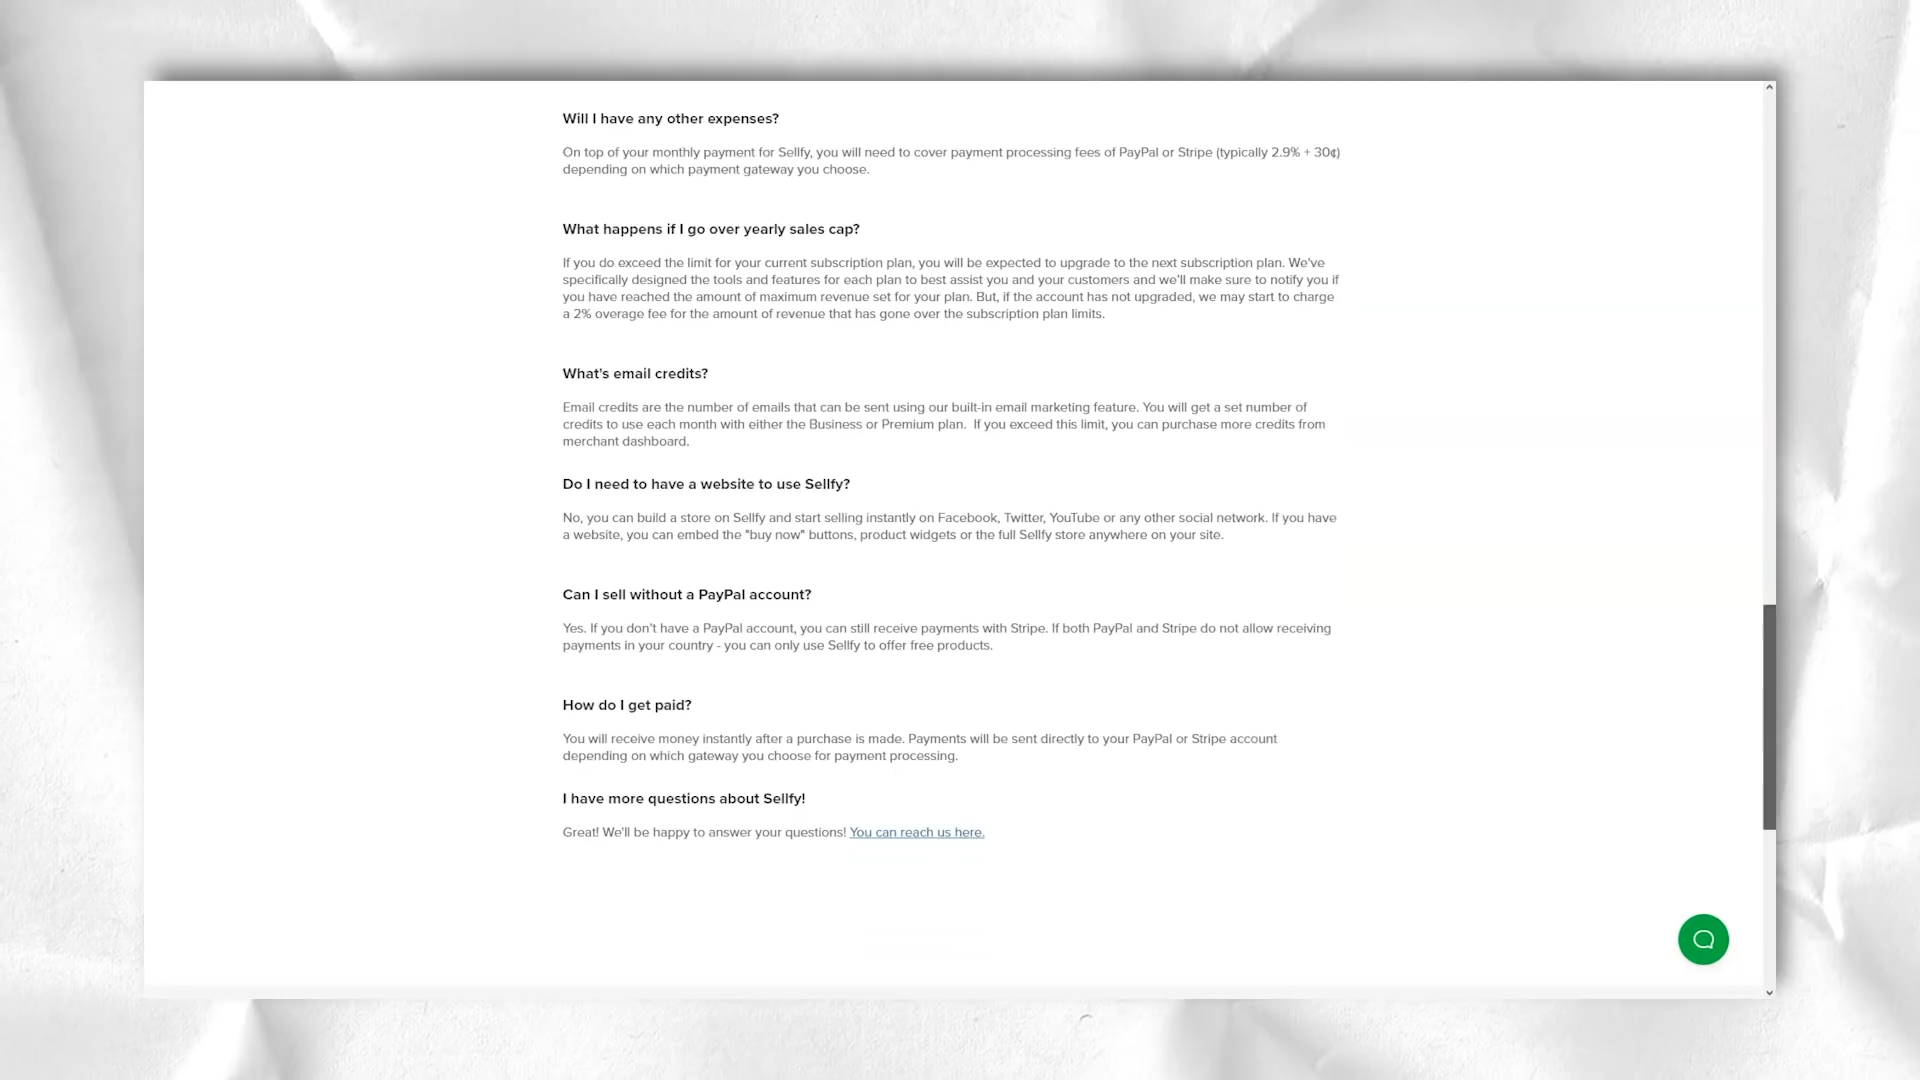 Will I have any other expenses?
On top of your monthly payment for Sellfy, you will need to cover payment processing fees of PayPal or Stripe (typically 2.9% + 30¢)
depending on which payment gateway you choose.
What happens if I go over yearly sales cap?
If you do exceed the limit for your current subscription plan, you will be expected to upgrade to the next subscription plan. We've
specifically designed the tools and features for each plan to best assist you and your customers and we'll make sure to notify you if
you have reached the amount of maximum revenue set for your plan. But, if the account has not upgraded, we may start to charge
a 2% overage fee for the amount of revenue that has gone over the subscription plan limits.
What's email credits?
Email credits are the number of emails that can be sent using our built-in email marketing feature. You will get a set number of
credits to use each month with either the Business or Premium plan. If you exceed this limit, you can purchase more credits from
merchant dashboard.
Do I need to have a website to use Sellfy?
No, you can build a store on Sellfy and start selling instantly on Facebook, Twitter, YouTube or any other social network. If you have
a website, you can embed the "buy now" buttons, product widgets or the full Sellfy store anywhere on your site.
Can I sell without a PayPal account?
Yes. If you don't have a PayPal account, you can still receive payments with Stripe. If both PayPal and Stripe do not allow receiving
payments in your country - you can only use Sellfy to offer free products.
How do I get paid?
You will receive money instantly after a purchase is made. Payments will be sent directly to your PayPal or Stripe account
depending on which gateway you choose for payment processing.
I have more questions about Sellfy!
Great! We'll be happy to answer your questions! You can reach us here.